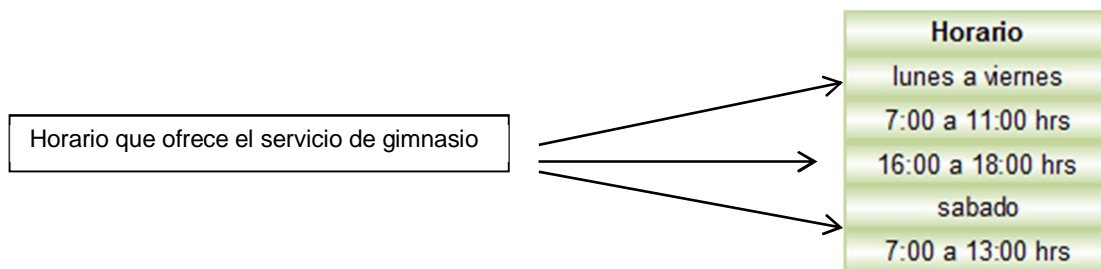 Horario que ofrece el servicio de gimnasio
Horario
lunes a viernes
7:00 a 11:00 hrs
16:00 a 18:00 hrs
sabado
7:00 a 13:00 hrs